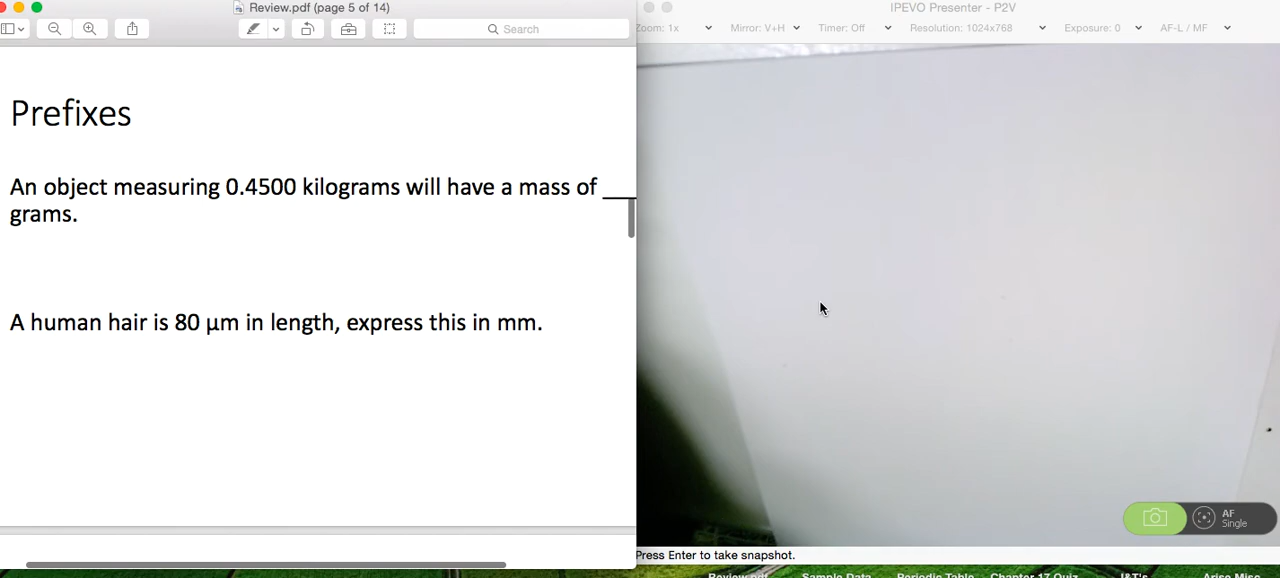 Review.pdf (page 5 of 14)
Search
Prefixes
An object measuring 0.4500 kilograms will have a mass of ____
grams.
A human hair is 80 μm in length, express this in mm.
IPEVO Presenter - P2V
Zoom: 1x
Mirror: V+H
Timer: Off
Resolution: 1024x768
Exposure: 0
AF-L / MF
AF
Single
Press Enter to take snapshot.
Review.pdf
Sample Data
Periodic Table
Chapter 17 Quiz
I&T's
Arise Misc